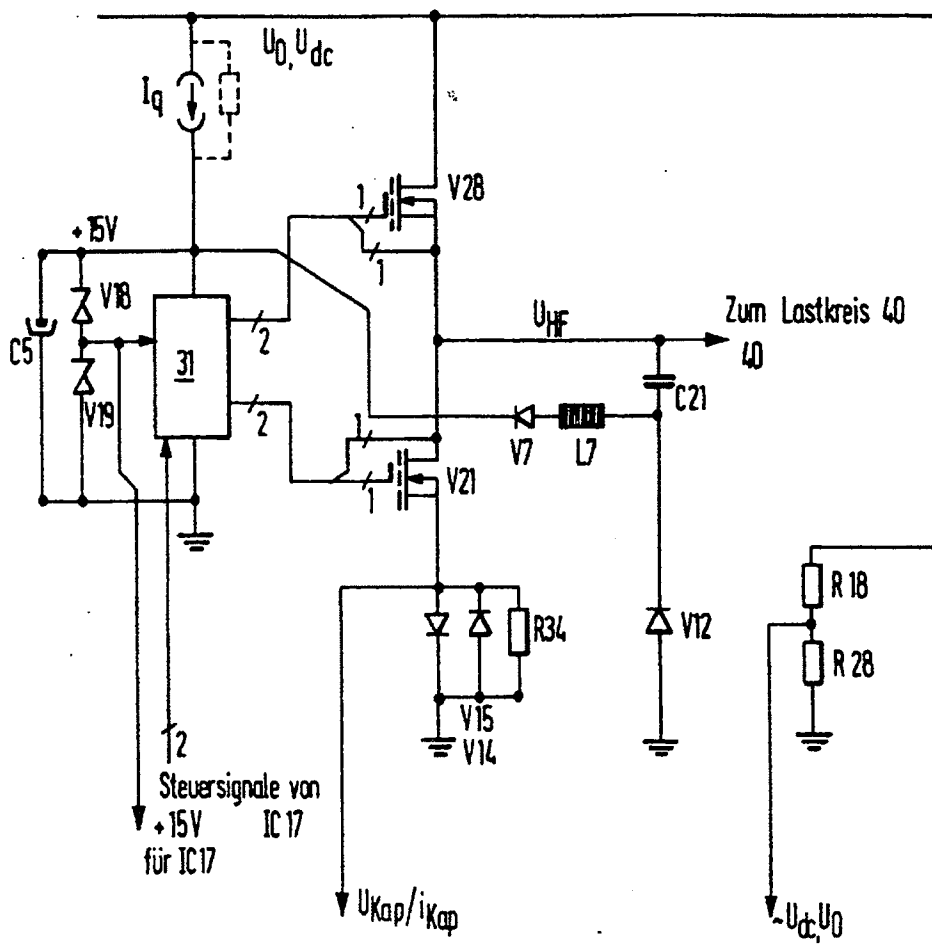 U0, Udc
Iq
1
V28
+15V
1
V18
Zum Lastkreis 40
UHF
40
2
C5
31
C21
V19
2
1
V7
L7
V21
1
R18
R34
V12
R28
V15
V14
2
Steuersignale von
+15V IC17
für IC17
UKap/iKap
~Udc,U0